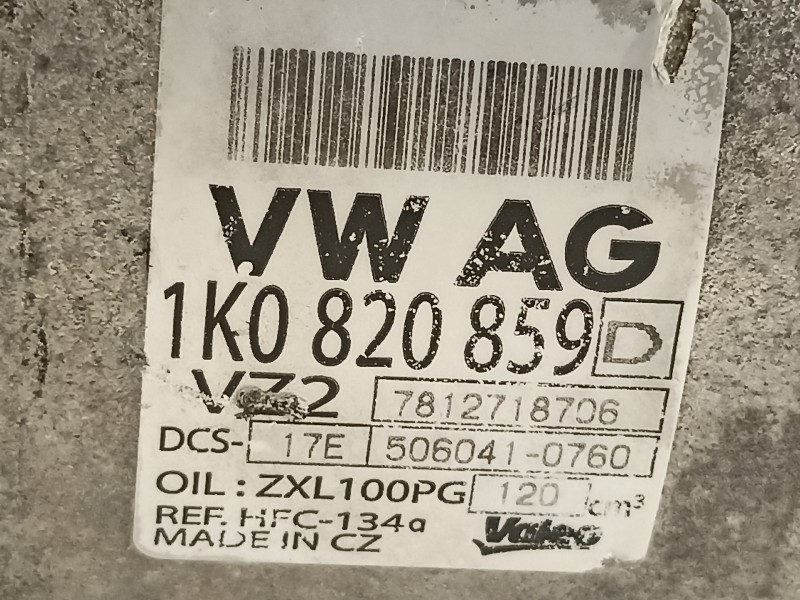 VW AG
1K0 820 859 D
VZ2 7812718706
DCS- 17E 506041-0760
OIL : ZXL100PG 120 cm³
REF. HFC-134a
MADE IN CZ Valeo